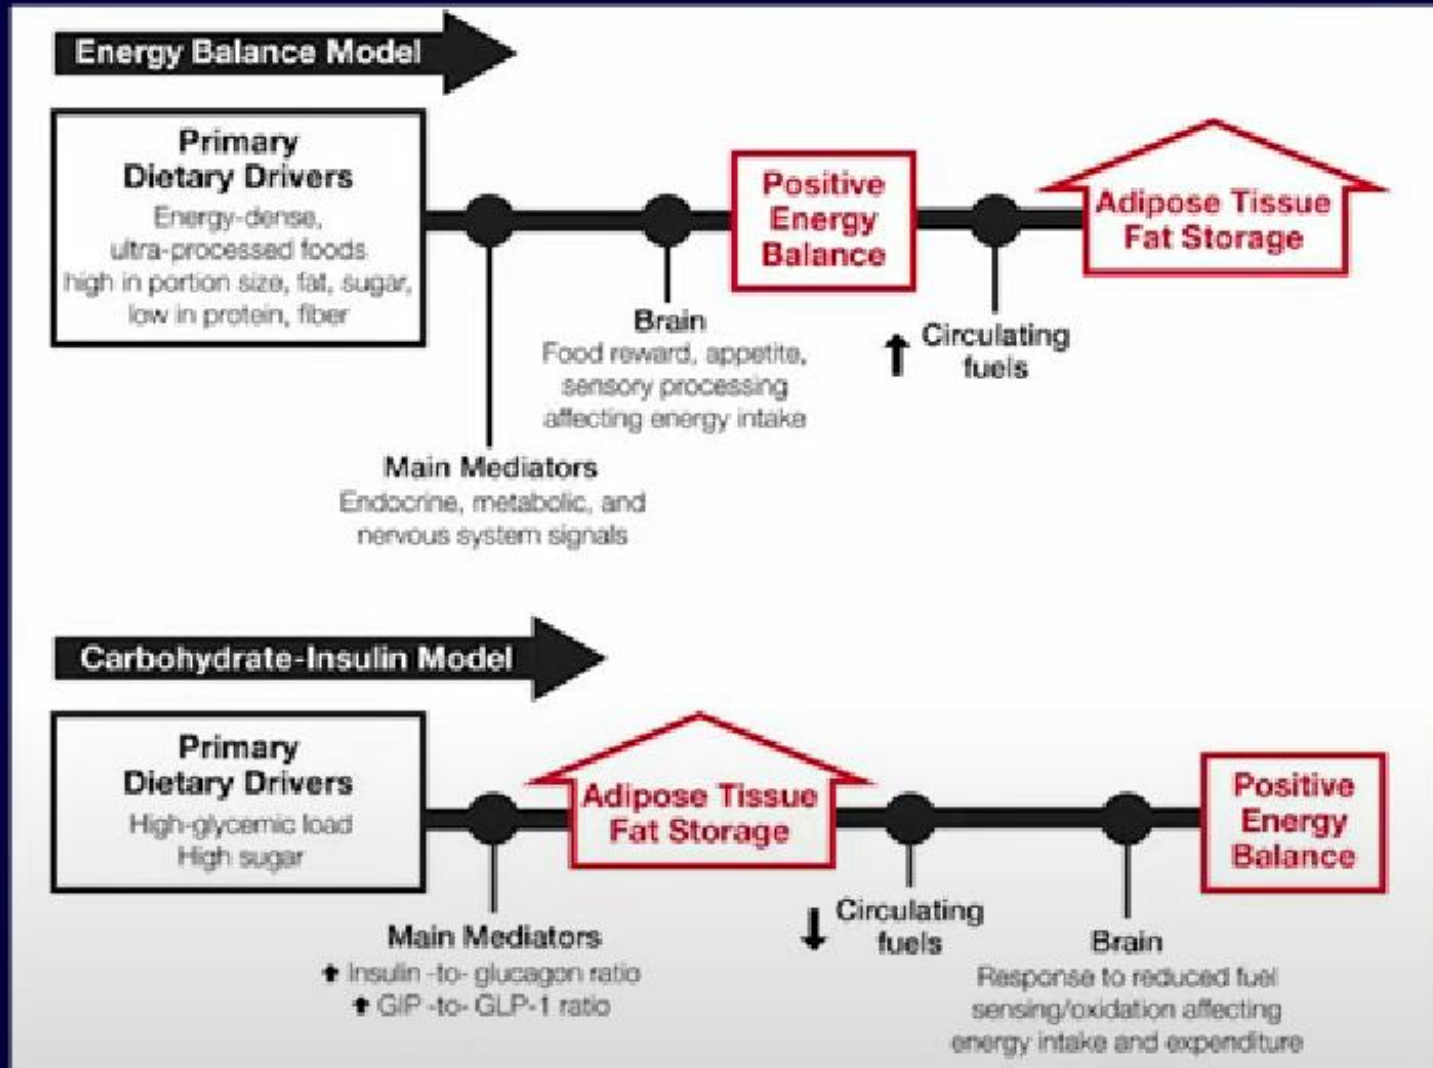 Energy Balance Model
Primary
Dietary Drivers
Energy-dense,
ultra-processed foods
high in portion size, fat, sugar,
low in protein, fiber
Main Mediators
Endocrine, metabolic, and
nervous system signals
Brain
Food reward, appetite,
sensory processing
affecting energy intake
Positive
Energy
Balance
↑ Circulating
fuels
Adipose Tissue
Fat Storage
Carbohydrate-Insulin Model
Primary
Dietary Drivers
High-glycemic load
High sugar
Main Mediators
↑ Insulin -to- glucagon ratio
↑ GIP -to- GLP-1 ratio
Adipose Tissue
Fat Storage
↓ Circulating
fuels
Brain
Response to reduced fuel
sensing/oxidation affecting
energy intake and expenditure
Positive
Energy
Balance